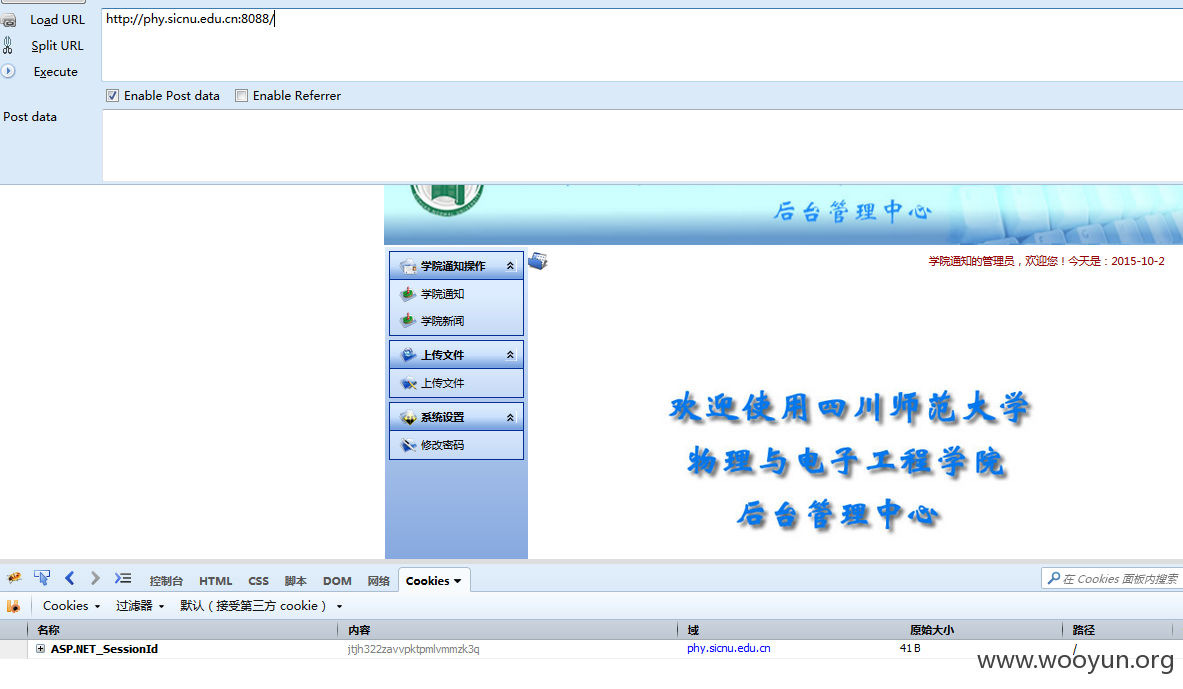 Load URL
http://phy.sicnu.edu.cn:8088/
Split URL
Execute
Enable Post data
Enable Referrer
Post data
后台管理中心
学院通知操作
学院通知的管理员，欢迎您！今天是：2015-10-2
学院通知
学院新闻
上传文件
上传文件
系统设置
修改密码
欢迎使用四川师范大学
物理与电子工程学院
后台管理中心
控制台 HTML CSS 脚本 DOM 网络 Cookies
在 Cookies 面板内搜索
Cookies 过滤器 默认（接受第三方 cookie）
名称 内容 域 原始大小 路径
ASP.NET_SessionId jtjh322zavvpktpmlvmmzk3q phy.sicnu.edu.cn 41 B /
www.wooyun.org